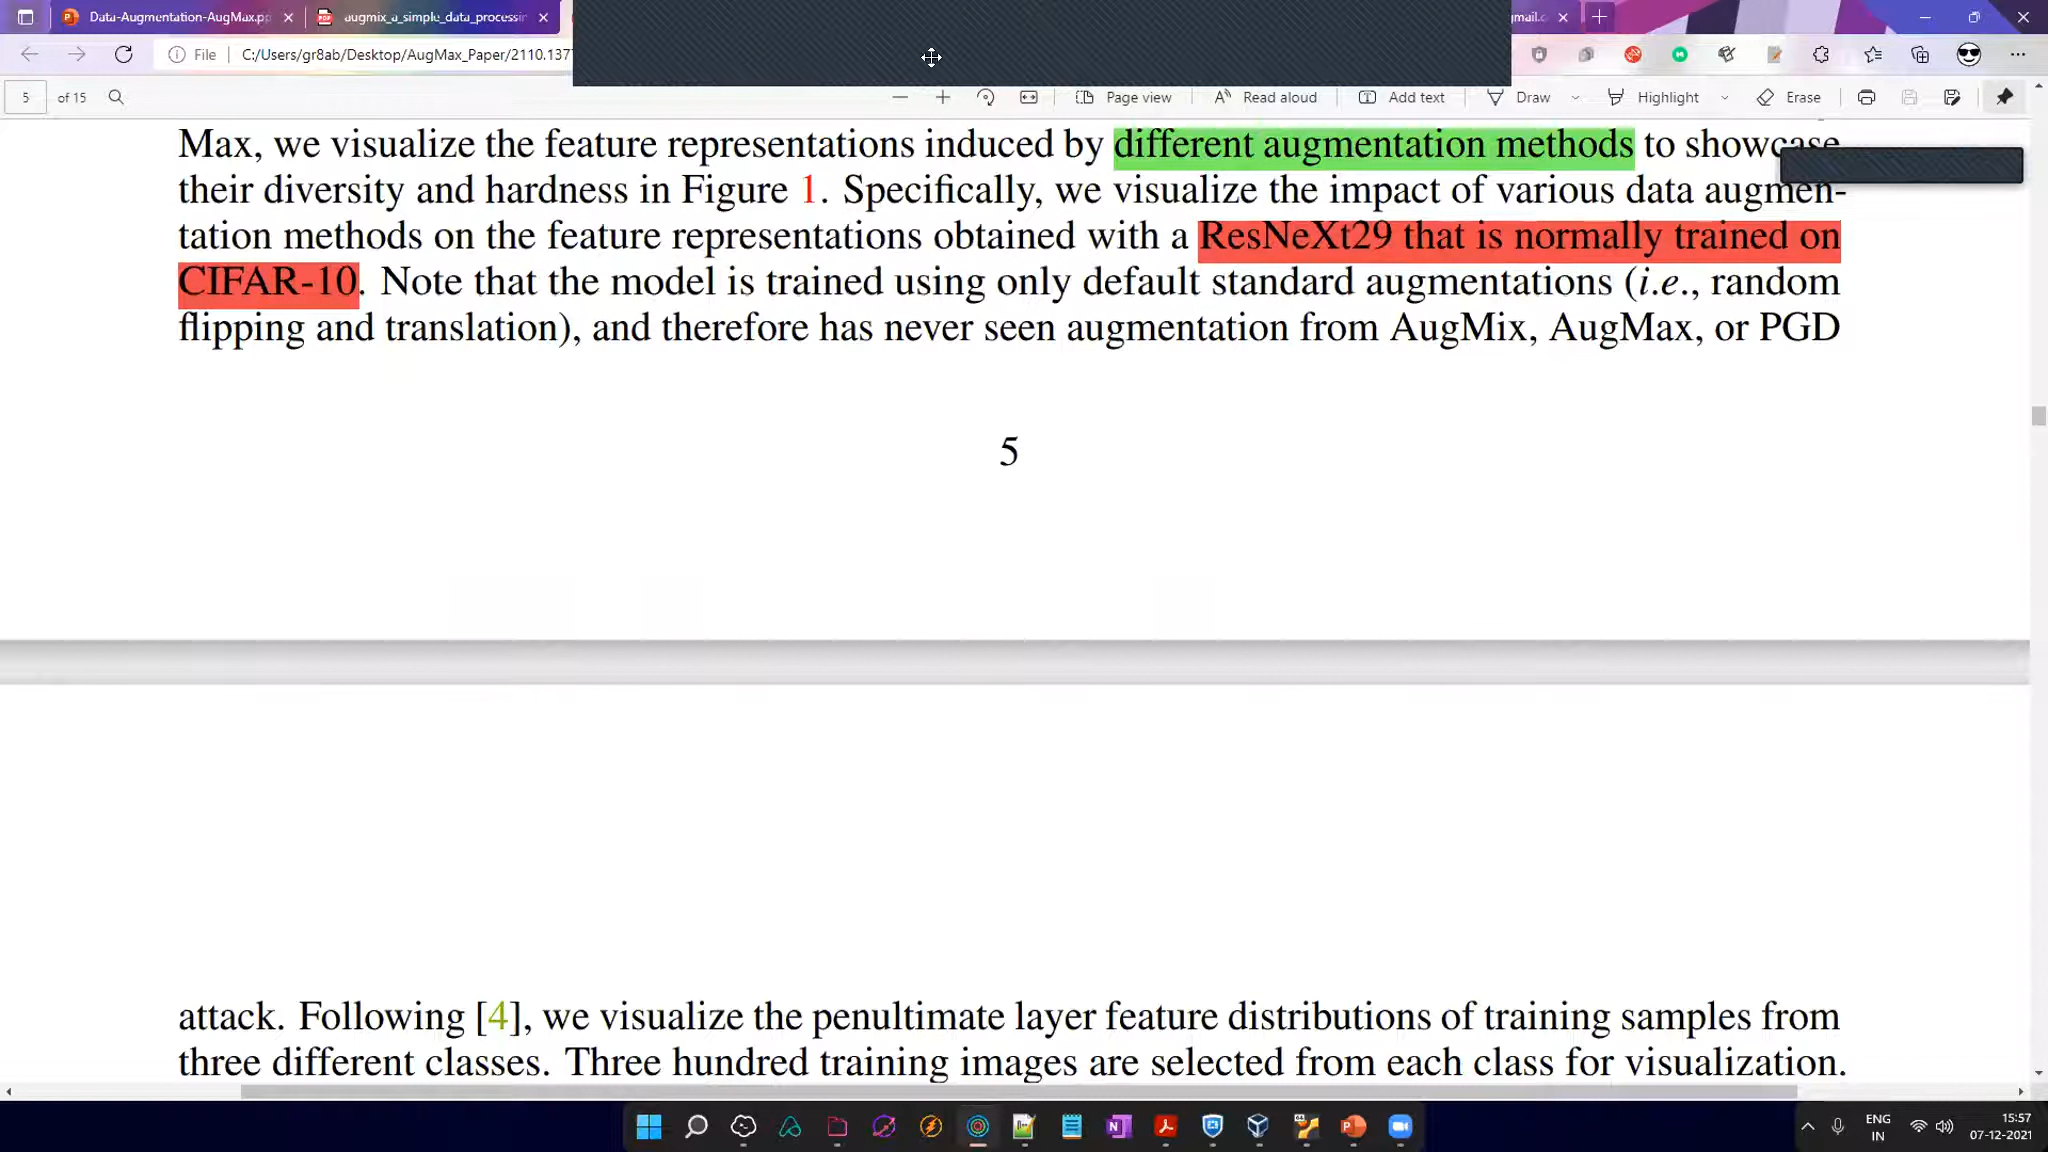 Data-Augmentation-AugMax.pp
augmix_a_simple_data_processin
gmail.c
File
C:/Users/gr8ab/Desktop/AugMax_Paper/2110.137
5 of 15
Page view
Read aloud
Add text
Draw
Highlight
Erase
Max, we visualize the feature representations induced by different augmentation methods to showcase
their diversity and hardness in Figure 1. Specifically, we visualize the impact of various data augmen-
tation methods on the feature representations obtained with a ResNeXt29 that is normally trained on
CIFAR-10. Note that the model is trained using only default standard augmentations (i.e., random
flipping and translation), and therefore has never seen augmentation from AugMix, AugMax, or PGD
5
attack. Following [4], we visualize the penultimate layer feature distributions of training samples from
three different classes. Three hundred training images are selected from each class for visualization.
ENG
IN
15:57
07-12-2021